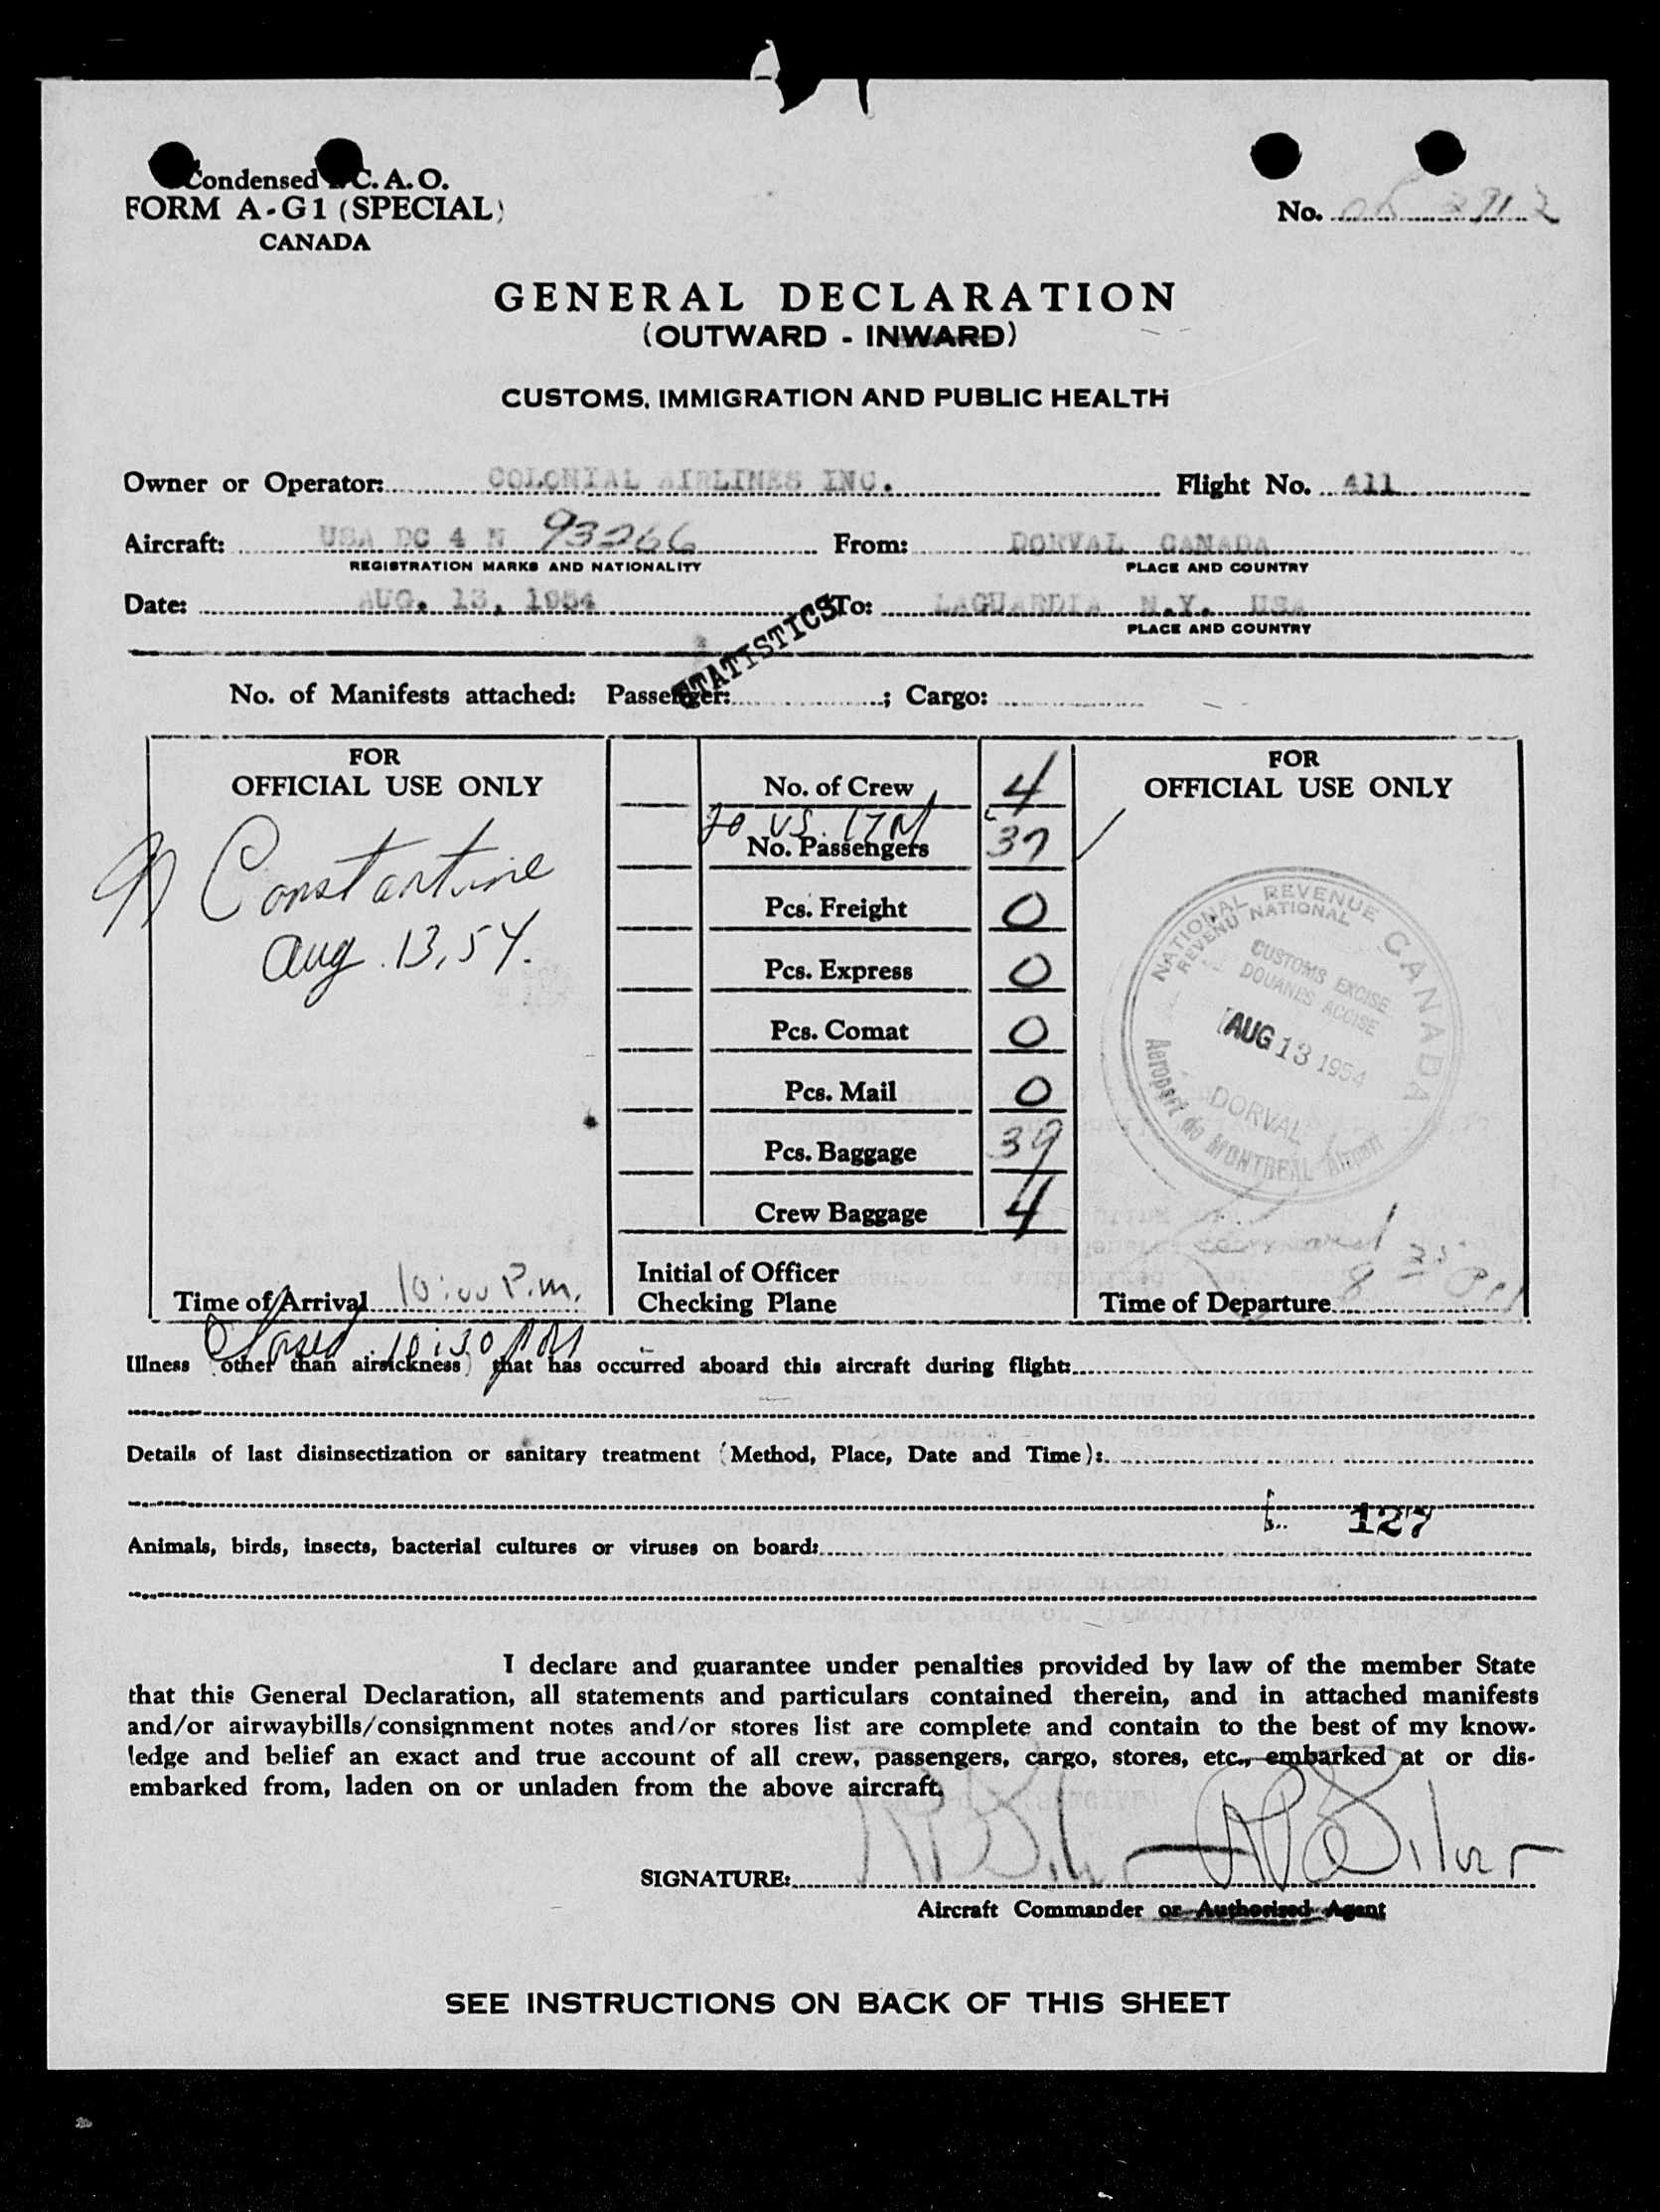 Condensed C. A. O.
FORM A-G1 (SPECIAL)
CANADA
No.
GENERAL DECLARATION
(OUTWARD - INWARD)
CUSTOMS, IMMIGRATION AND PUBLIC HEALTH
Owner or Operator: COLONIAL AIRLINES INC. Flight No. 411
Aircraft: USA DC 4 N 93266 From: DORVAL CANADA
REGISTRATION MARKS AND NATIONALITY PLACE AND COUNTRY
Date: AUG. 13, 1954 To: LAGUARDIA N.Y. USA
PLACE AND COUNTRY
STATISTICS
No. of Manifests attached: Passenger: ; Cargo:
FOR
OFFICIAL USE ONLY
Constantine
Aug. 13, 54.
Time of Arrival 10:00 P.m.
Closed 10:30 PM
No. of Crew 4
20 US. 17 N
No. Passengers 37
Pcs. Freight 0
Pcs. Express 0
Pcs. Comat 0
Pcs. Mail 0
Pcs. Baggage 39
Crew Baggage 4
Initial of Officer
Checking Plane
FOR
OFFICIAL USE ONLY
NATIONAL REVENUE CANADA
REVENU NATIONAL
CUSTOMS EXCISE
DOUANES ACCISE
AUG 13 1954
DORVAL
Aeroport de MONTREAL Airport
Time of Departure 8
Illness (other than airsickness) that has occurred aboard this aircraft during flight:
Details of last disinsectization or sanitary treatment (Method, Place, Date and Time):
127
Animals, birds, insects, bacterial cultures or viruses on board:
I declare and guarantee under penalties provided by law of the member State
that this General Declaration, all statements and particulars contained therein, and in attached manifests
and/or airwaybills/consignment notes and/or stores list are complete and contain to the best of my know-
ledge and belief an exact and true account of all crew, passengers, cargo, stores, etc., embarked at or dis-
embarked from, laden on or unladen from the above aircraft.
SIGNATURE: Silver
Aircraft Commander or Authorised Agent
SEE INSTRUCTIONS ON BACK OF THIS SHEET